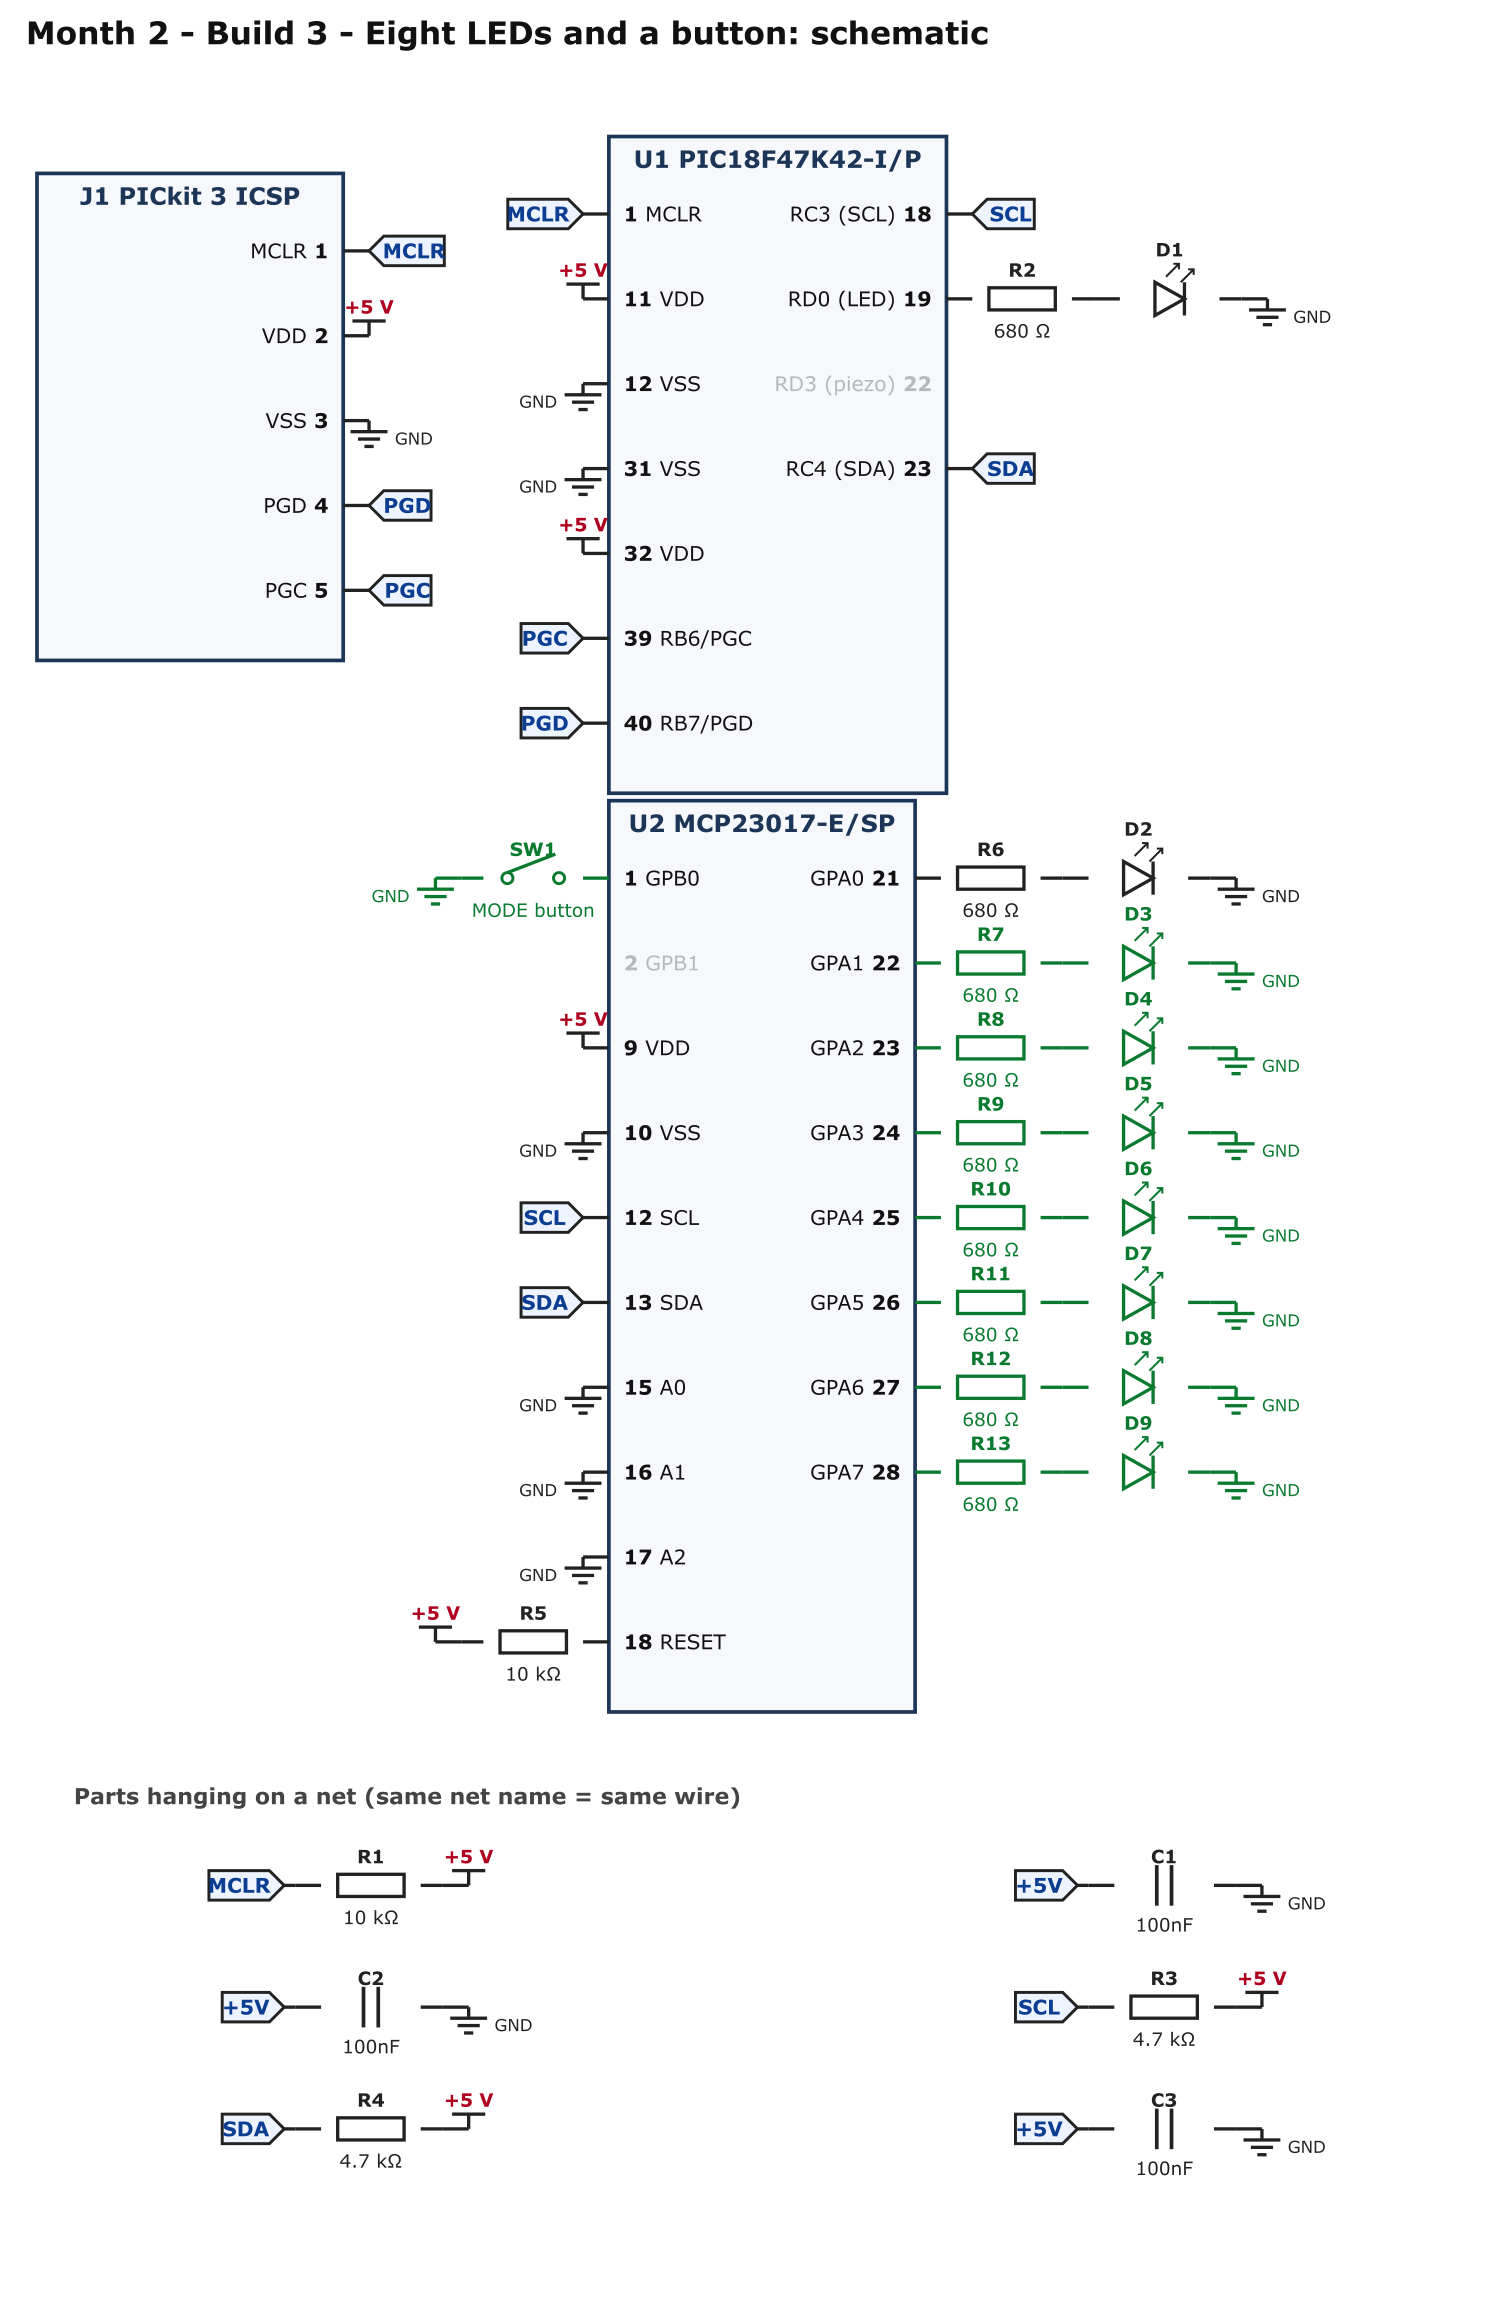 Month 2 – Build 3 – Eight LEDs and a button: schematic
J1 PICkit 3 ICSP
MCLR 1
MCLR
+5 V
VDD 2
VSS 3
GND
PGD 4
PGD
PGC 5
PGC
U1 PIC18F47K42-I/P
MCLR
1 MCLR
+5 V
11 VDD
12 VSS
GND
31 VSS
GND
+5 V
32 VDD
PGC
39 RB6/PGC
PGD
40 RB7/PGD
RC3 (SCL) 18
SCL
RD0 (LED) 19
R2
680 Ω
D1
GND
RD3 (piezo) 22
RC4 (SDA) 23
SDA
U2 MCP23017-E/SP
SW1
GND
MODE button
1 GPB0
2 GPB1
+5 V
9 VDD
10 VSS
GND
SCL
12 SCL
SDA
13 SDA
15 A0
GND
16 A1
GND
17 A2
GND
+5 V
R5
10 kΩ
18 RESET
GPA0 21
R6
680 Ω
D2
GND
GPA1 22
R7
680 Ω
D3
GND
GPA2 23
R8
680 Ω
D4
GND
GPA3 24
R9
680 Ω
D5
GND
GPA4 25
R10
680 Ω
D6
GND
GPA5 26
R11
680 Ω
D7
GND
GPA6 27
R12
680 Ω
D8
GND
GPA7 28
R13
680 Ω
D9
GND
Parts hanging on a net (same net name = same wire)
MCLR
R1
10 kΩ
+5 V
+5V
C1
100nF
GND
+5V
C2
100nF
GND
SCL
R3
4.7 kΩ
+5 V
SDA
R4
4.7 kΩ
+5 V
+5V
C3
100nF
GND